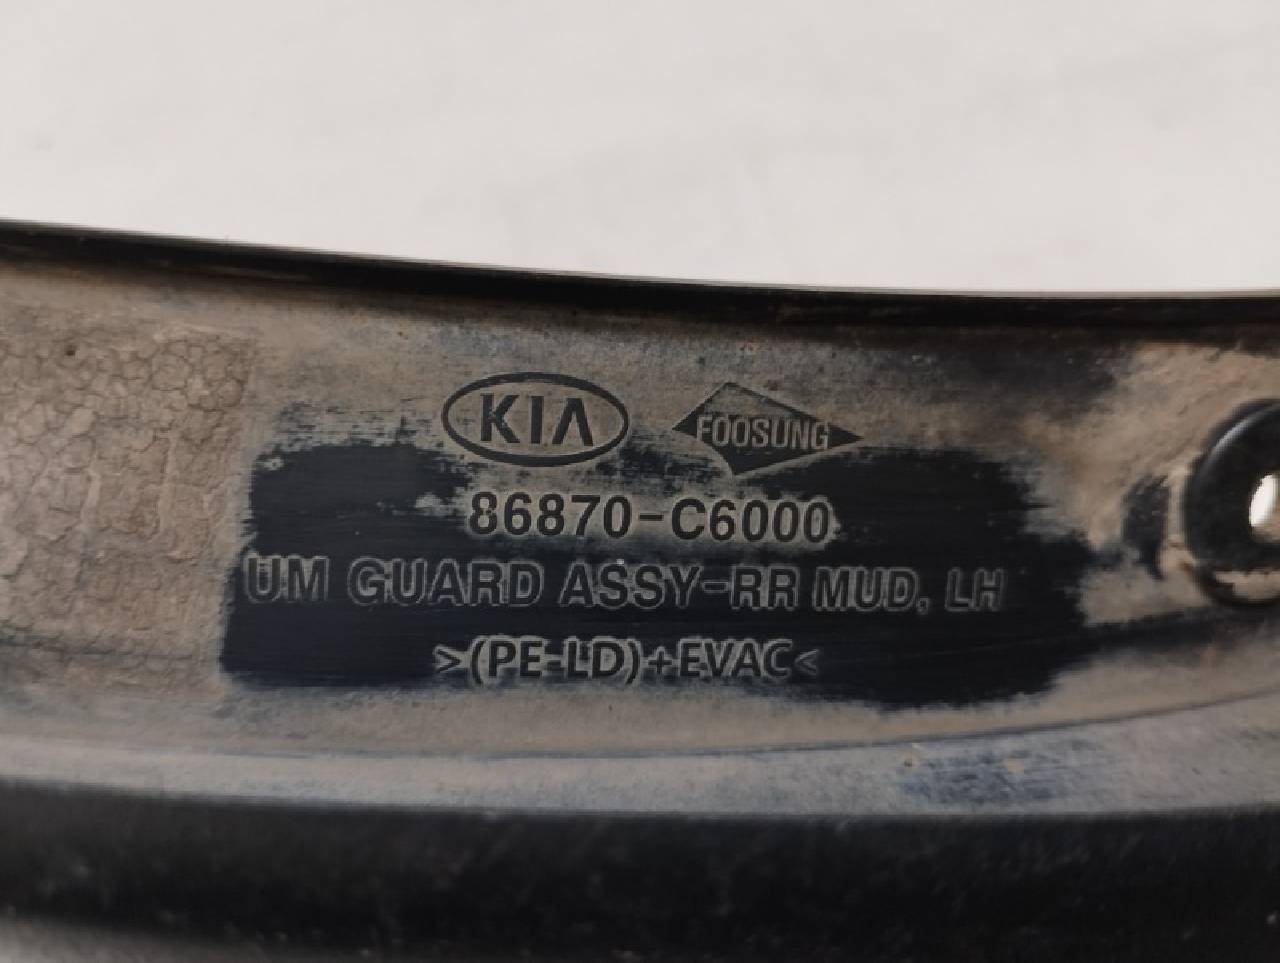 KIA FOOSUNG
86870-C6000
UM GUARD ASSY-RR MUD, LH
>(PE-LD)+EVAC<